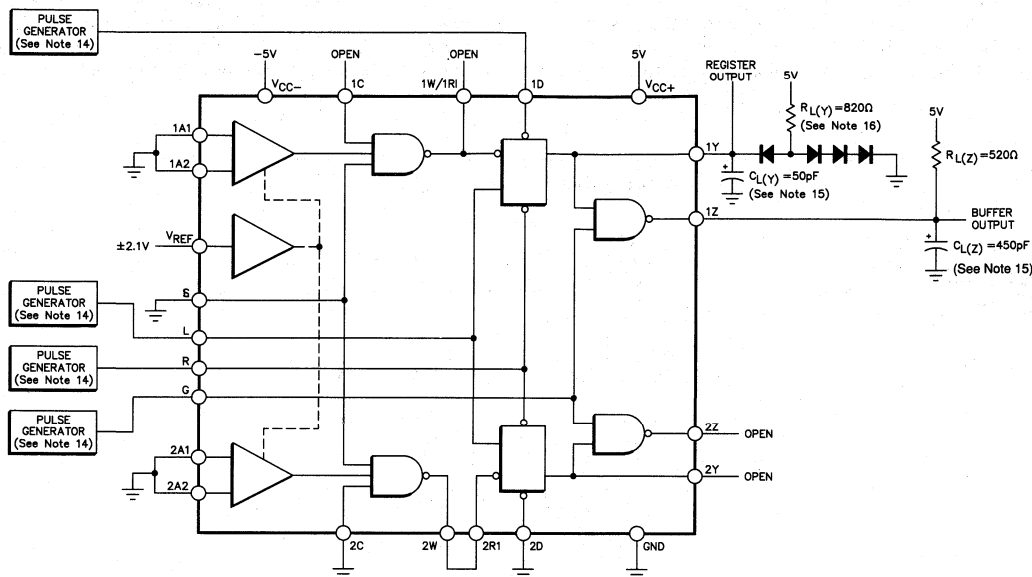 PULSE
GENERATOR
(See Note 14)
-5V
OPEN
OPEN
5V
VCC-
1C
1W/1RI
1D
VCC+
REGISTER
OUTPUT
5V
RL(Y)=820Ω
(See Note 16)
5V
RL(Z)=520Ω
1A1
1A2
1Y
+
CL(Y)=50pF
(See Note 15)
1Z
BUFFER
OUTPUT
+
CL(Z)=450pF
(See Note 15)
±2.1V
VREF
PULSE
GENERATOR
(See Note 14)
S
L
PULSE
GENERATOR
(See Note 14)
R
G
PULSE
GENERATOR
(See Note 14)
2A1
2A2
2Z
OPEN
2Y
OPEN
2C
2W
2R1
2D
GND